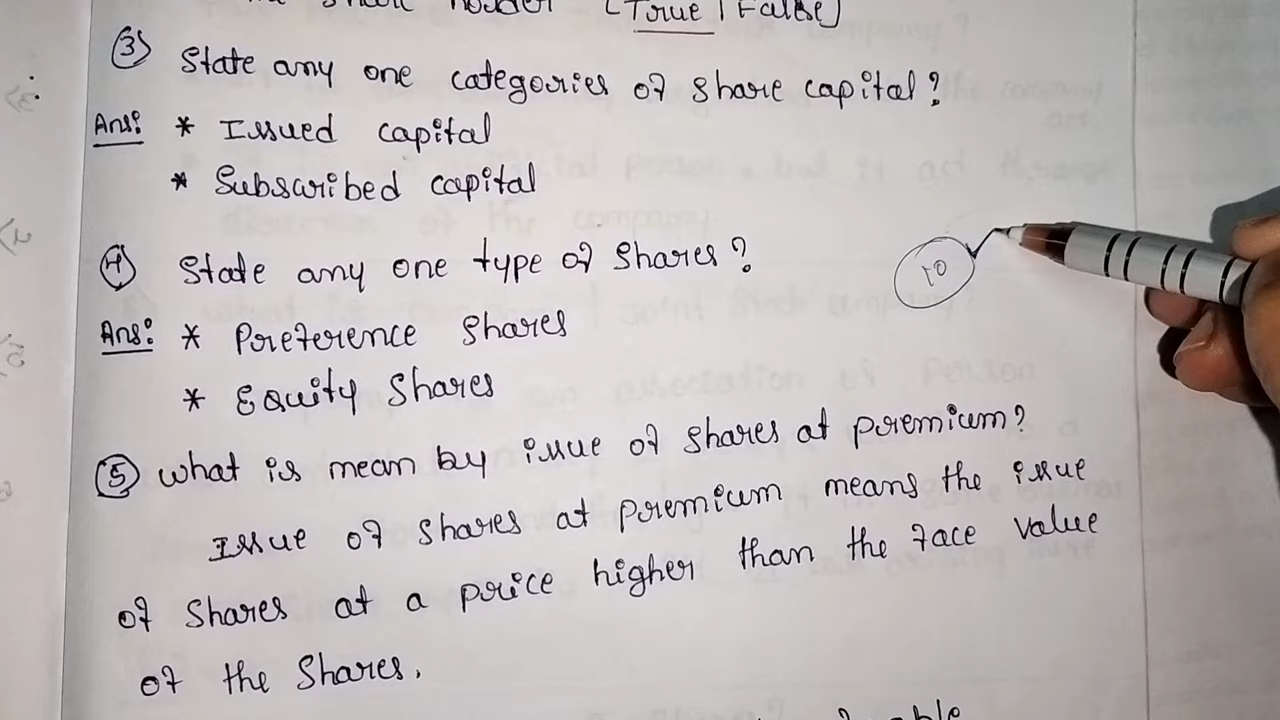 share holder [True | False]
③ State any one categories of share capital?
Ans: * Issued capital
* Subscribed capital
④ State any one type of shares?
10
Ans: * Preference shares
* Equity shares
⑤ What is mean by issue of shares at premium?
Issue of shares at premium means the issue
of shares at a price higher than the face value
of the shares.